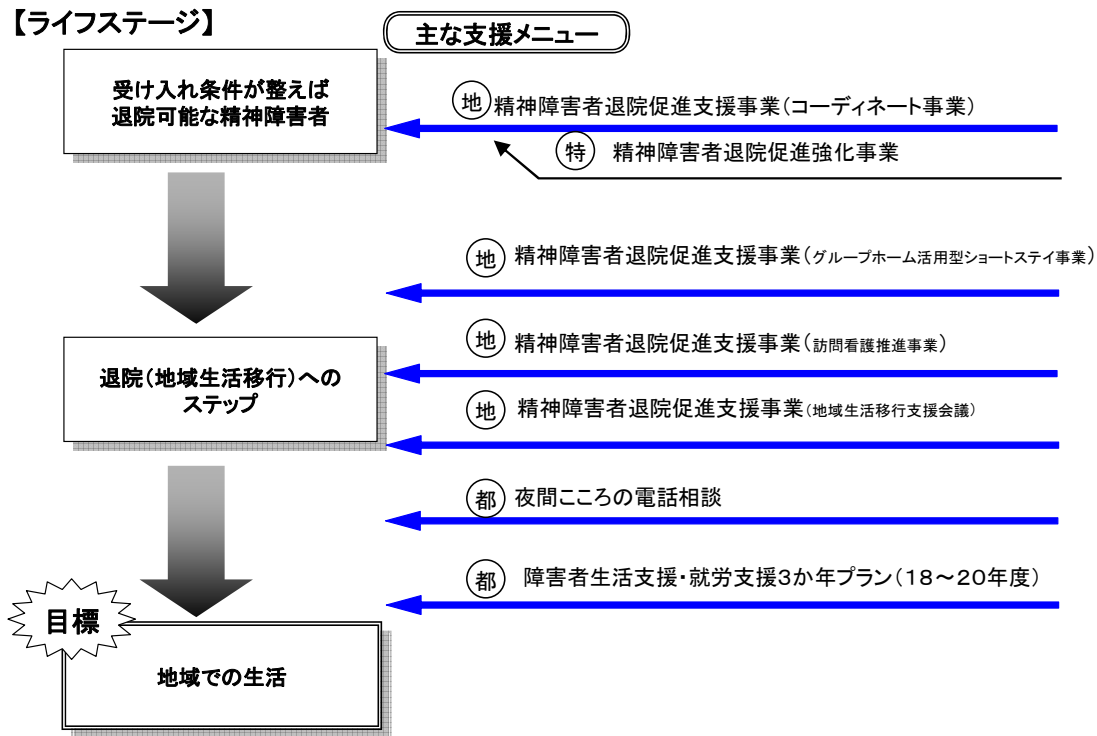 【ライフステージ】
主な支援メニュー
受け入れ条件が整えば
退院可能な精神障害者
地 精神障害者退院促進支援事業(コーディネート事業)
特 精神障害者退院促進強化事業
地 精神障害者退院促進支援事業(グループホーム活用型ショートステイ事業)
地 精神障害者退院促進支援事業(訪問看護推進事業)
退院(地域生活移行)への
ステップ
地 精神障害者退院促進支援事業(地域生活移行支援会議)
都 夜間こころの電話相談
都 障害者生活支援・就労支援3か年プラン(18~20年度)
目標
地域での生活